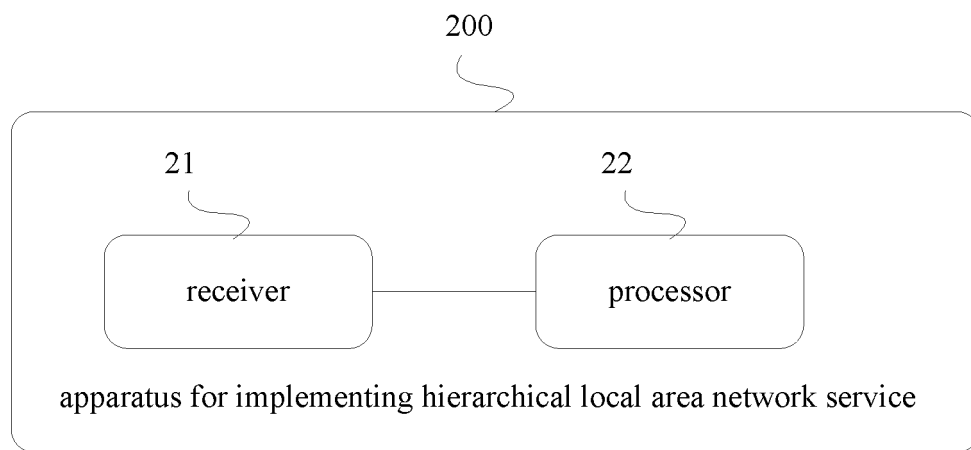 200
21
22
receiver
processor
apparatus for implementing hierarchical local area network service